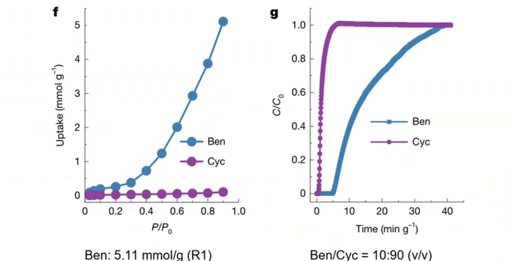 f
Uptake (mmol g⁻¹)
5
4
3
2
1
0
Ben
Cyc
0
0.2
0.4
0.6
0.8
1.0
P/P₀
Ben: 5.11 mmol/g (R1)
g
C/C₀
1.0
0.8
0.6
0.4
0.2
0
Ben
Cyc
0
10
20
30
40
Time (min g⁻¹)
Ben/Cyc = 10:90 (v/v)